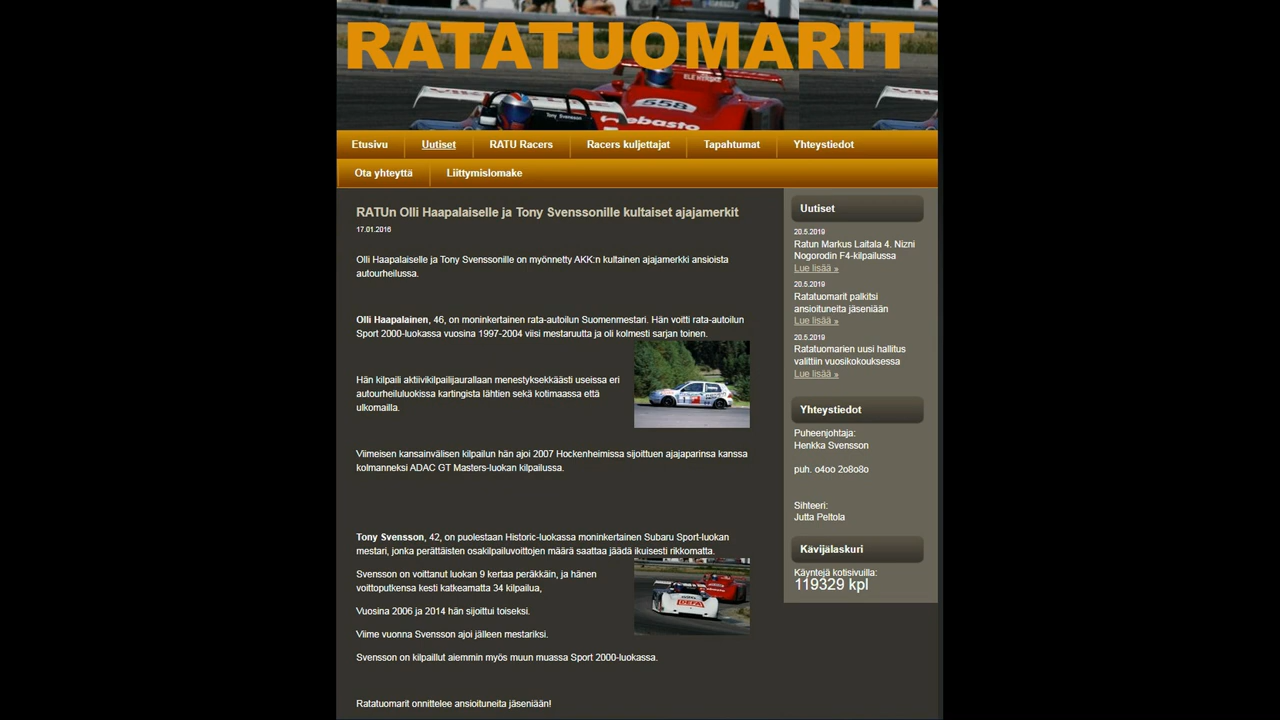 RATATUOMARIT
558
ebasto
Tony Svensson
Etusivu
Uutiset
RATU Racers
Racers kuljettajat
Tapahtumat
Yhteystiedot
Ota yhteyttä
Liittymislomake
RATUn Olli Haapalaiselle ja Tony Svenssonille kultaiset ajajamerkit
17.01.2016
Olli Haapalaiselle ja Tony Svenssonille on myönnetty AKK:n kultainen ajajamerkki ansioista
autourheilussa.
Olli Haapalainen, 46, on moninkertainen rata-autoilun Suomenmestari. Hän voitti rata-autoilun
Sport 2000-luokassa vuosina 1997-2004 viisi mestaruutta ja oli kolmesti sarjan toinen.
Hän kilpaili aktiivikilpailijaurallaan menestyksekkäästi useissa eri
autourheiluluokissa kartingista lähtien sekä kotimaassa että
ulkomailla.
Viimeisen kansainvälisen kilpailun hän ajoi 2007 Hockenheimissa sijoittuen ajajaparinsa kanssa
kolmanneksi ADAC GT Masters-luokan kilpailussa.
Tony Svensson, 42, on puolestaan Historic-luokassa moninkertainen Subaru Sport-luokan
mestari, jonka perättäisten osakilpailuvoittojen määrä saattaa jäädä ikuisesti rikkomatta.
Svensson on voittanut luokan 9 kertaa peräkkäin, ja hänen
voittoputkensa kesti katkeamatta 34 kilpailua,
Vuosina 2006 ja 2014 hän sijoittui toiseksi.
Viime vuonna Svensson ajoi jälleen mestariksi.
Svensson on kilpaillut aiemmin myös muun muassa Sport 2000-luokassa.
Ratatuomarit onnittelee ansioituneita jäseniään!
DEFA
Uutiset
20.5.2019
Ratun Markus Laitala 4. Nizni
Nogorodin F4-kilpailussa
Lue lisää »
20.5.2019
Ratatuomarit palkitsi
ansioituneita jäseniään
Lue lisää »
20.5.2019
Ratatuomarien uusi hallitus
valittiin vuosikokouksessa
Lue lisää »
Yhteystiedot
Puheenjohtaja:
Henkka Svensson
puh. o4oo 2o8o8o
Sihteeri:
Jutta Peltola
Kävijälaskuri
Käyntejä kotisivuilla:
119329 kpl